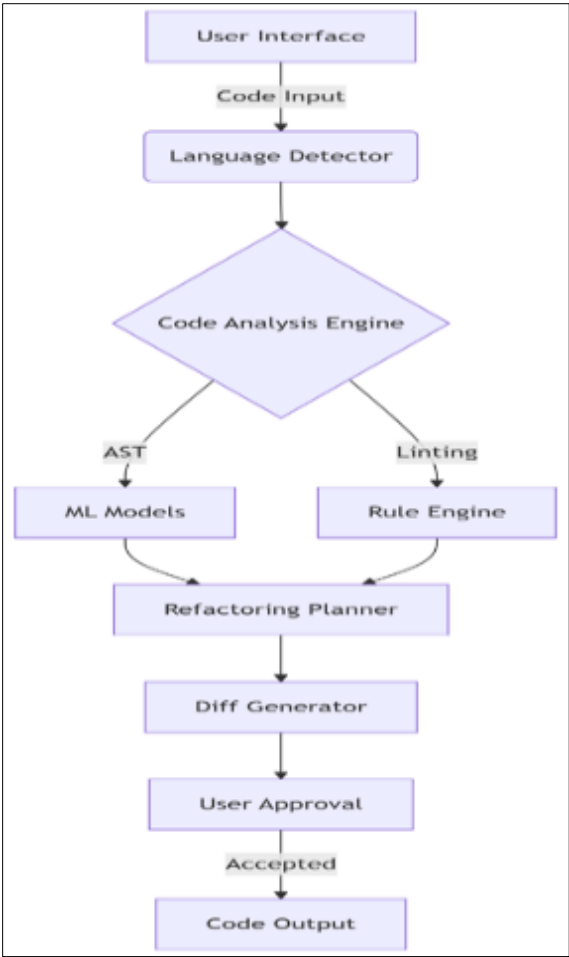 User Interface
Code Input
Language Detector
Code Analysis Engine
AST
Linting
ML Models
Rule Engine
Refactoring Planner
Diff Generator
User Approval
Accepted
Code Output